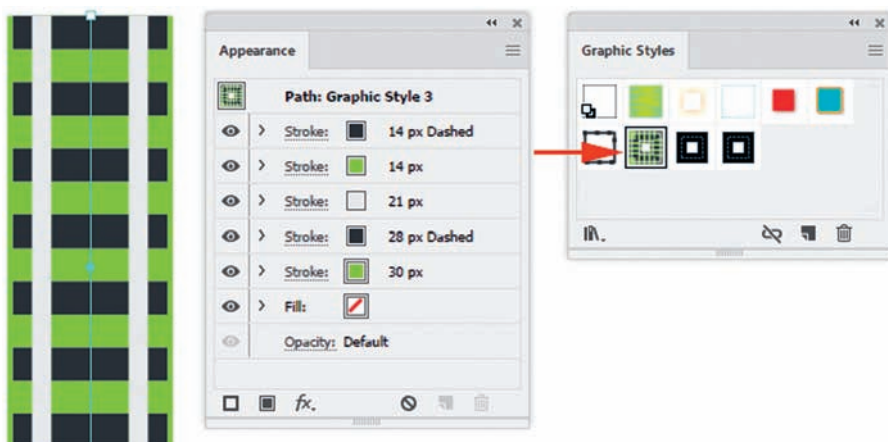 Appearance
Path: Graphic Style 3
Stroke: 14 px Dashed
Stroke: 14 px
Stroke: 21 px
Stroke: 28 px Dashed
Stroke: 30 px
Fill:
Opacity: Default
fx.
Graphic Styles